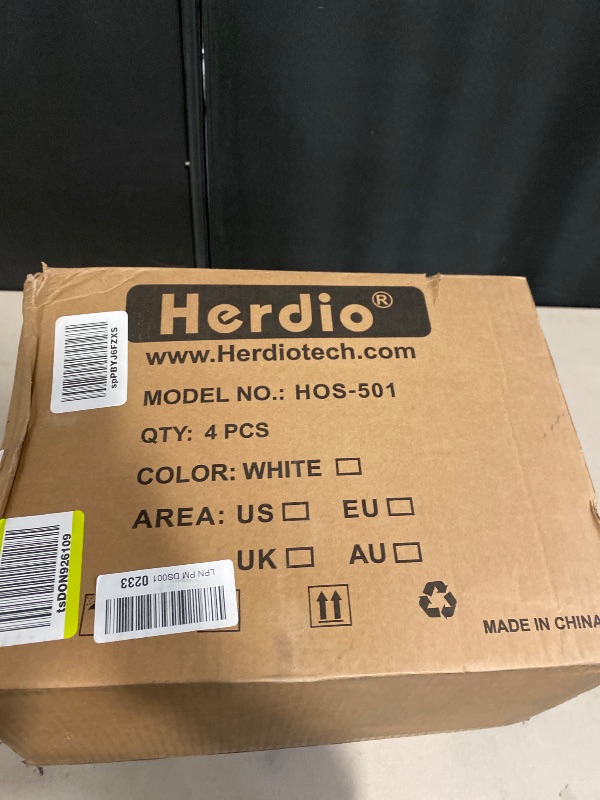 Herdio®
www.Herdiotech.com
MODEL NO.: HOS-501
QTY: 4 PCS
COLOR: WHITE
AREA: US EU
UK AU
MADE IN CHINA
spPBYJ6FZXS
tsDON926109
LPN PM DS001 0233